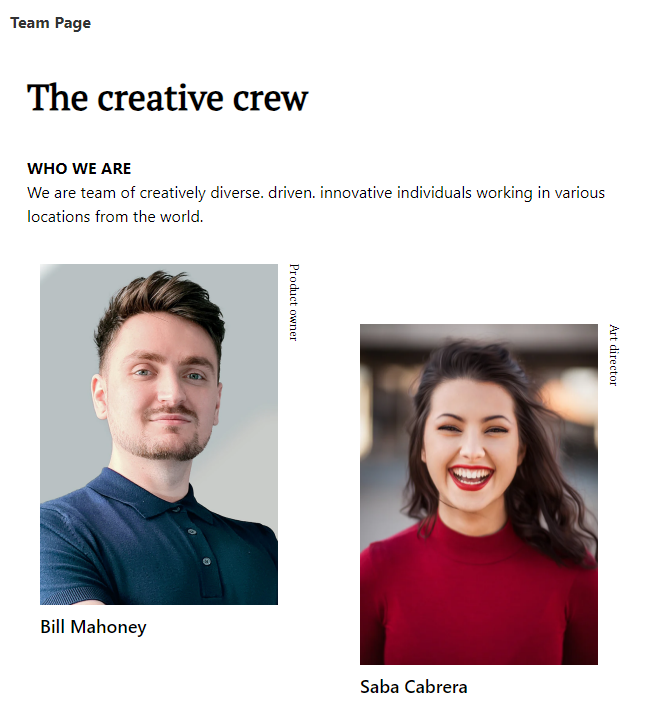 Team Page
The creative crew
WHO WE ARE
We are team of creatively diverse. driven. innovative individuals working in various
locations from the world.
Product owner
Bill Mahoney
Art director
Saba Cabrera